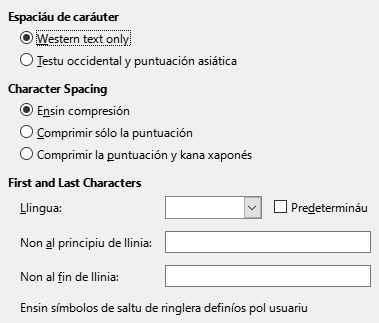 Espaciáu de caráuter
Western text only
Testu occidental y puntuación asiática
Character Spacing
Ensin compresión
Comprimir sólo la puntuación
Comprimir la puntuación y kana xaponés
First and Last Characters
Llingua:
Predetermináu
Non al principiu de llinia:
Non al fin de llinia:
Ensin símbolos de saltu de ringlera definíos pol usuariu